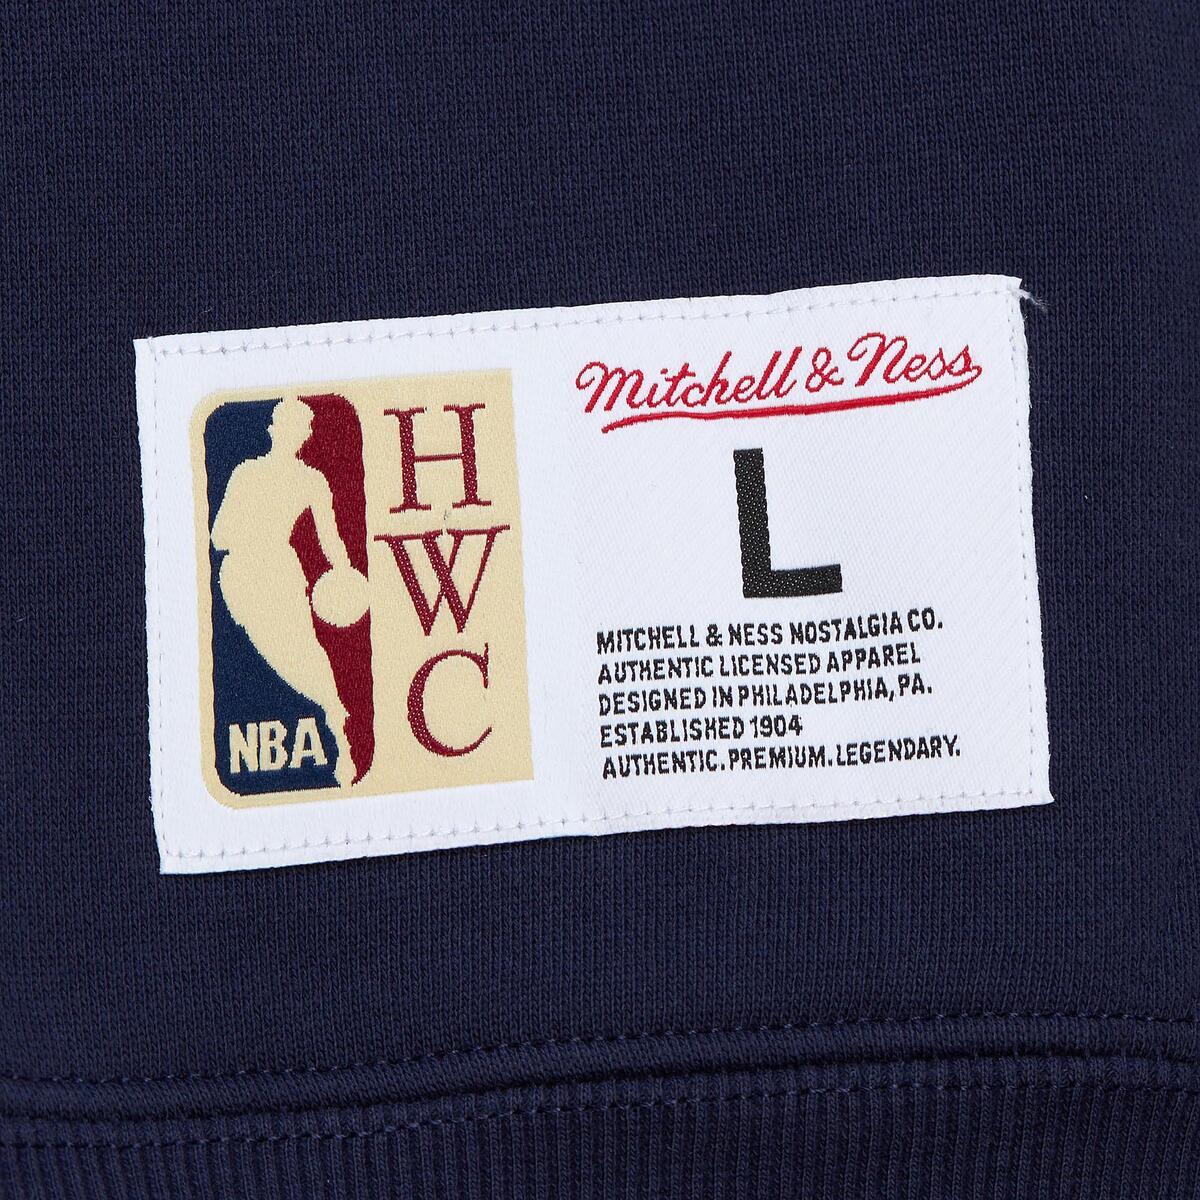 NBA
H
W
C
Mitchell & Ness
L
MITCHELL & NESS NOSTALGIA CO.
AUTHENTIC LICENSED APPAREL
DESIGNED IN PHILADELPHIA, PA.
ESTABLISHED 1904
AUTHENTIC. PREMIUM. LEGENDARY.